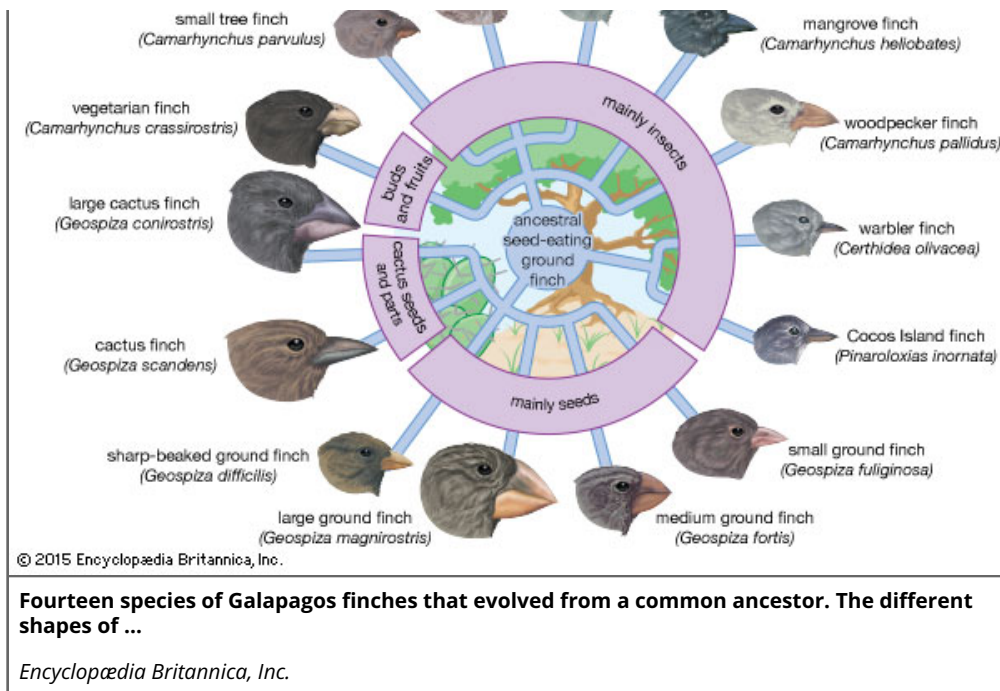 small tree finch
(Camarhynchus parvulus)
mangrove finch
(Camarhynchus heliobates)
vegetarian finch
(Camarhynchus crassirostris)
mainly insects
woodpecker finch
(Camarhynchus pallidus)
buds
and fruits
large cactus finch
(Geospiza conirostris)
ancestral
seed-eating
ground
finch
warbler finch
(Certhidea olivacea)
cactus seeds
and parts
cactus finch
(Geospiza scandens)
Cocos Island finch
(Pinaroloxias inornata)
mainly seeds
sharp-beaked ground finch
(Geospiza difficilis)
small ground finch
(Geospiza fuliginosa)
large ground finch
(Geospiza magnirostris)
medium ground finch
(Geospiza fortis)
© 2015 Encyclopædia Britannica, Inc.
Fourteen species of Galapagos finches that evolved from a common ancestor. The different
shapes of ...
Encyclopædia Britannica, Inc.